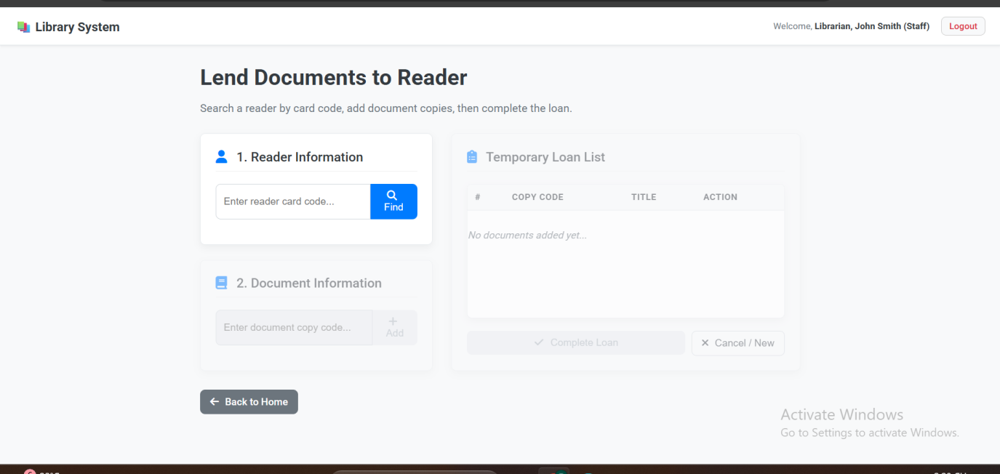 Library System
Welcome, Librarian, John Smith (Staff)
Logout
Lend Documents to Reader
Search a reader by card code, add document copies, then complete the loan.
1. Reader Information
Enter reader card code...
Find
2. Document Information
Enter document copy code...
Add
Back to Home
Temporary Loan List
# COPY CODE TITLE ACTION
No documents added yet...
Complete Loan
Cancel / New
Activate Windows
Go to Settings to activate Windows.